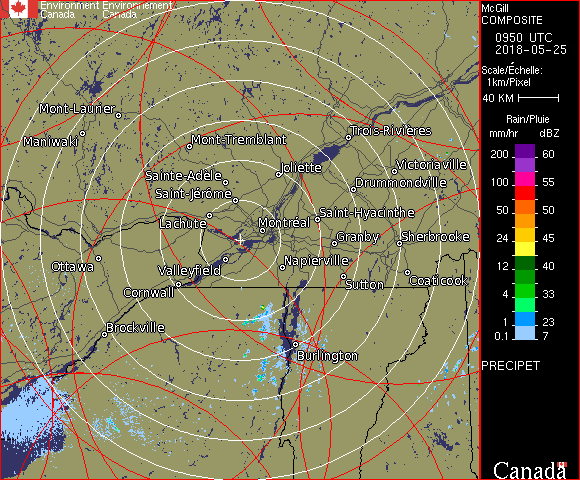 Environment Environnement
Canada Canada
McGill
COMPOSITE
0950 UTC
2018-05-25
Scale/Échelle:
1km/Pixel
40 KM
Rain/Pluie
mm/hr dBZ
200 60
100 55
50 50
24 45
12 40
4 33
1 23
0.1 7
PRECIPET
Canada
Mont-Laurier
Maniwaki
Trois-Rivières
Mont-Tremblant
Joliette
Victoriaville
Sainte-Adèle
Drummondville
Saint-Jérôme
Saint-Hyacinthe
Lachute
Montréal
Granby
Sherbrooke
Ottawa
Valleyfield
Napierville
Sutton
Coaticook
Cornwall
Brockville
Burlington